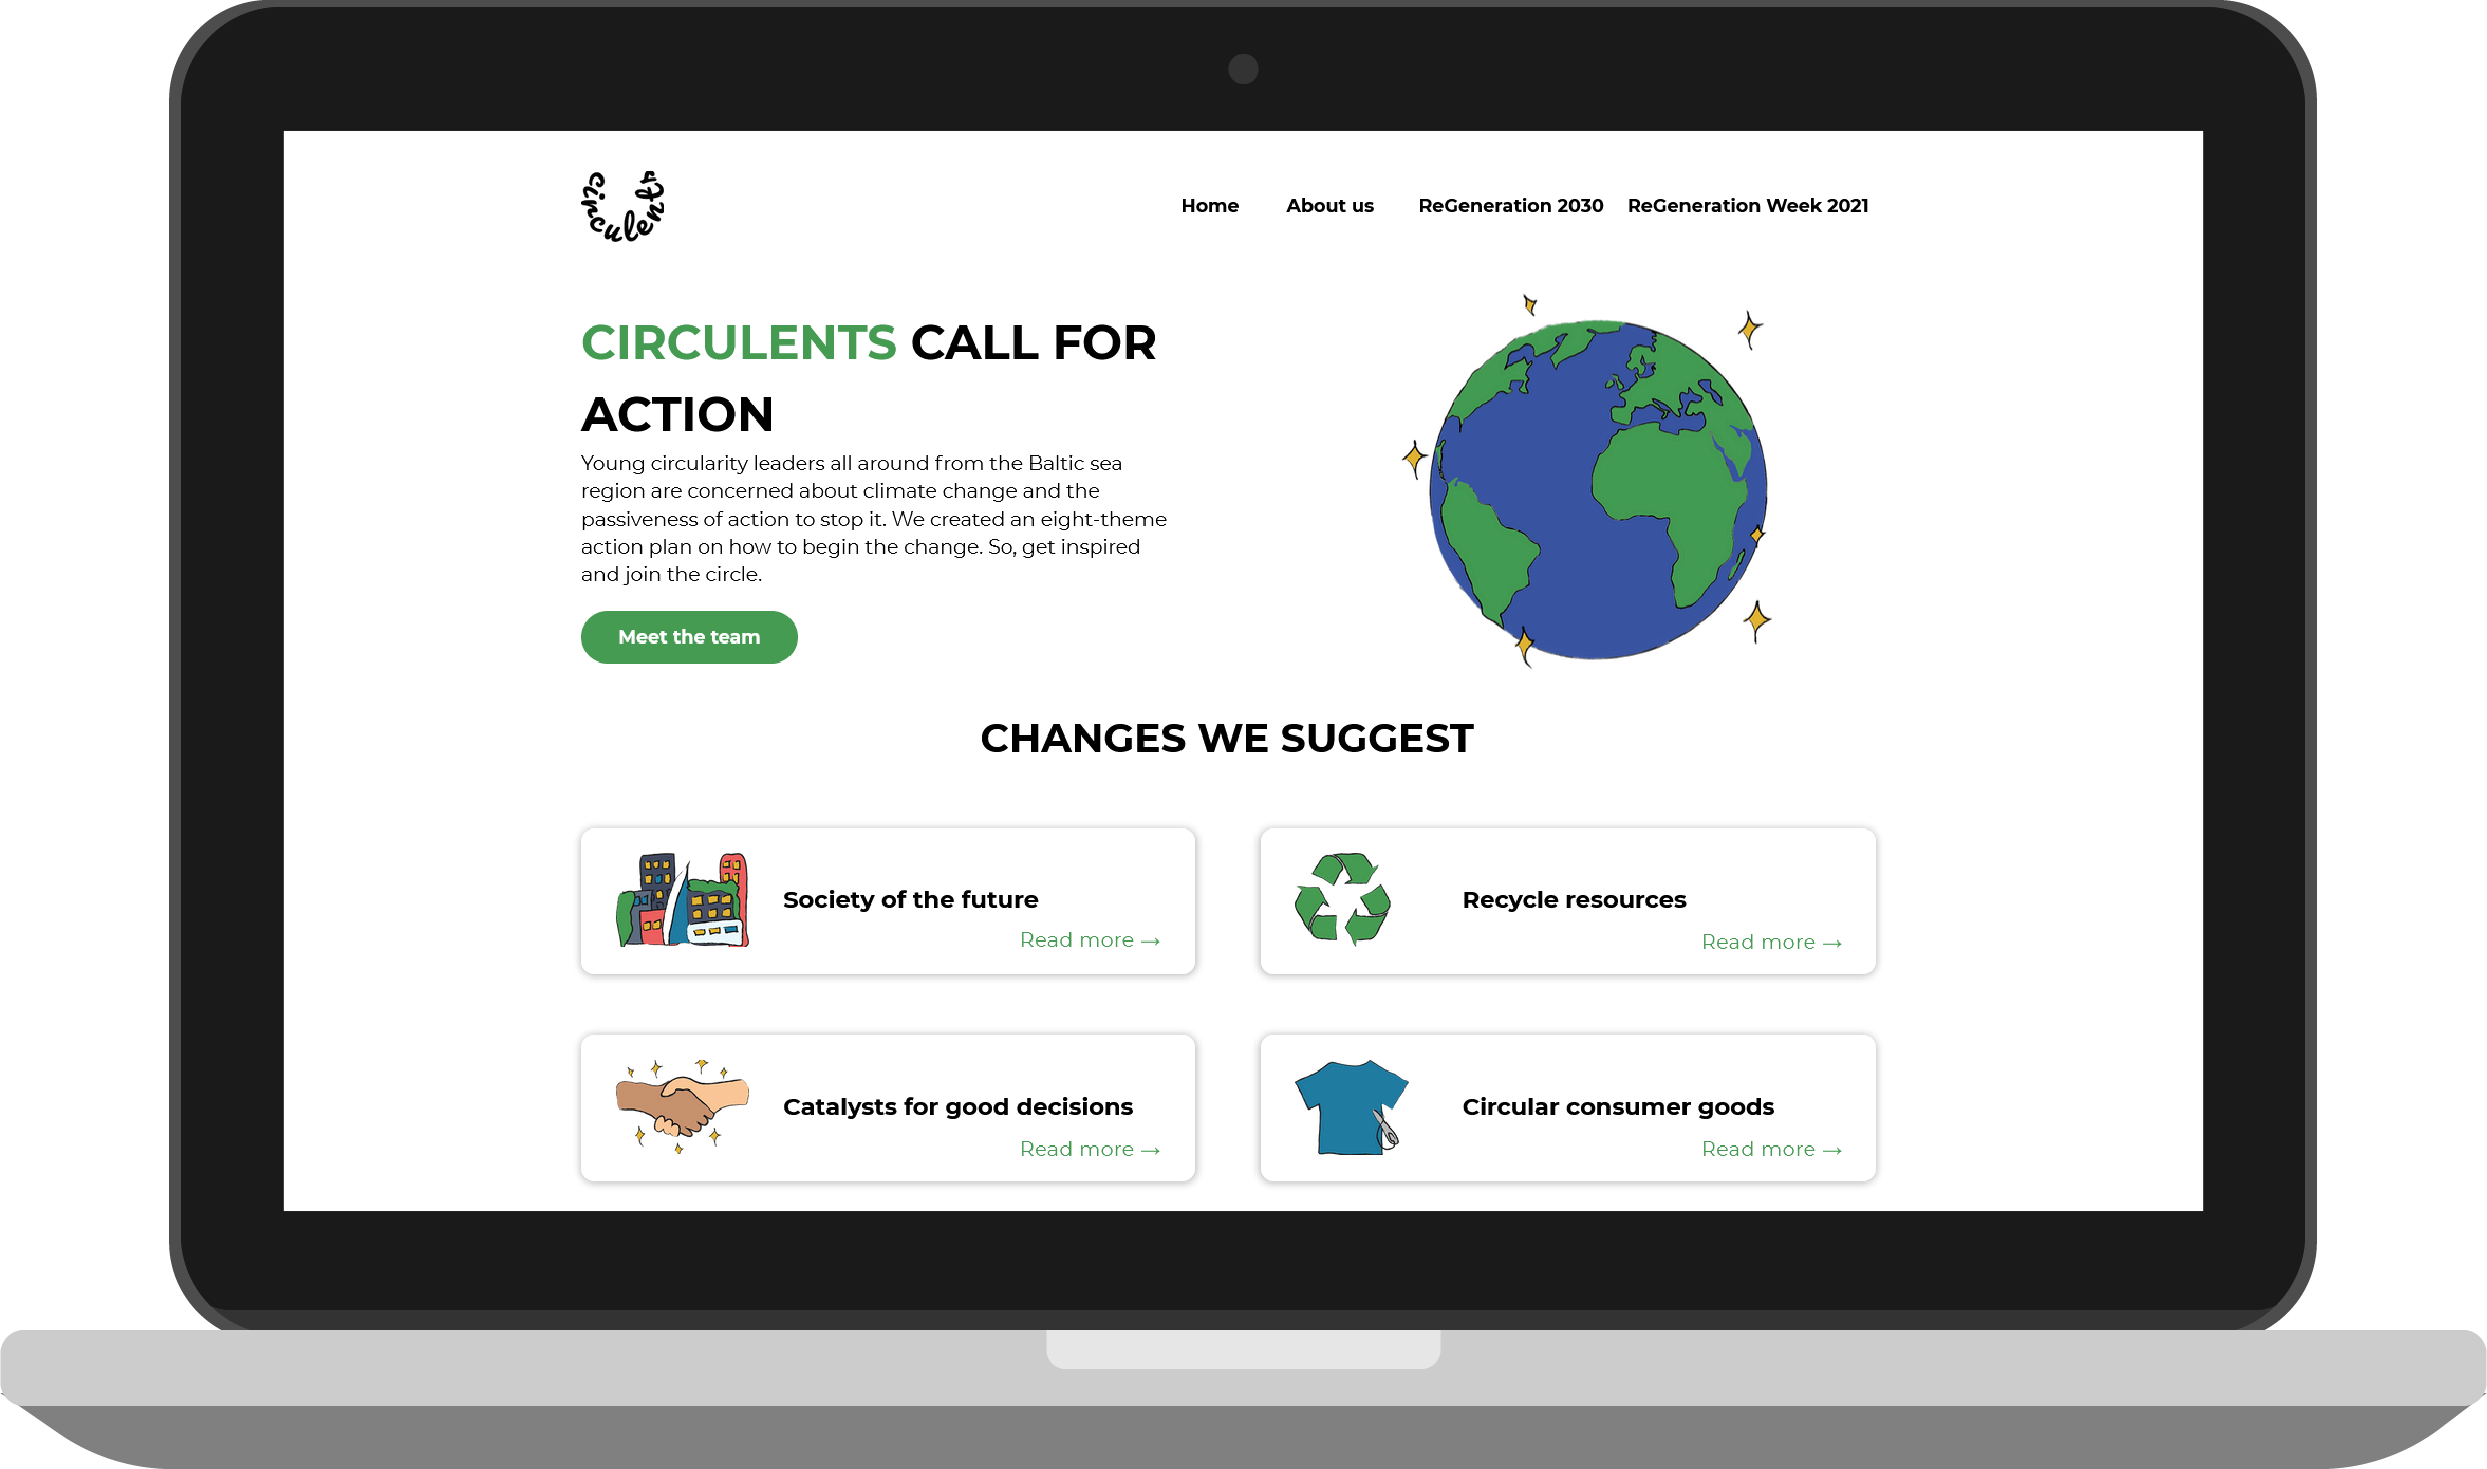 circulents
Home About us ReGeneration 2030 ReGeneration Week 2021
CIRCULENTS CALL FOR
ACTION
Young circularity leaders all around from the Baltic sea
region are concerned about climate change and the
passiveness of action to stop it. We created an eight-theme
action plan on how to begin the change. So, get inspired
and join the circle.
Meet the team
CHANGES WE SUGGEST
Society of the future
Read more →
Recycle resources
Read more →
Catalysts for good decisions
Read more →
Circular consumer goods
Read more →